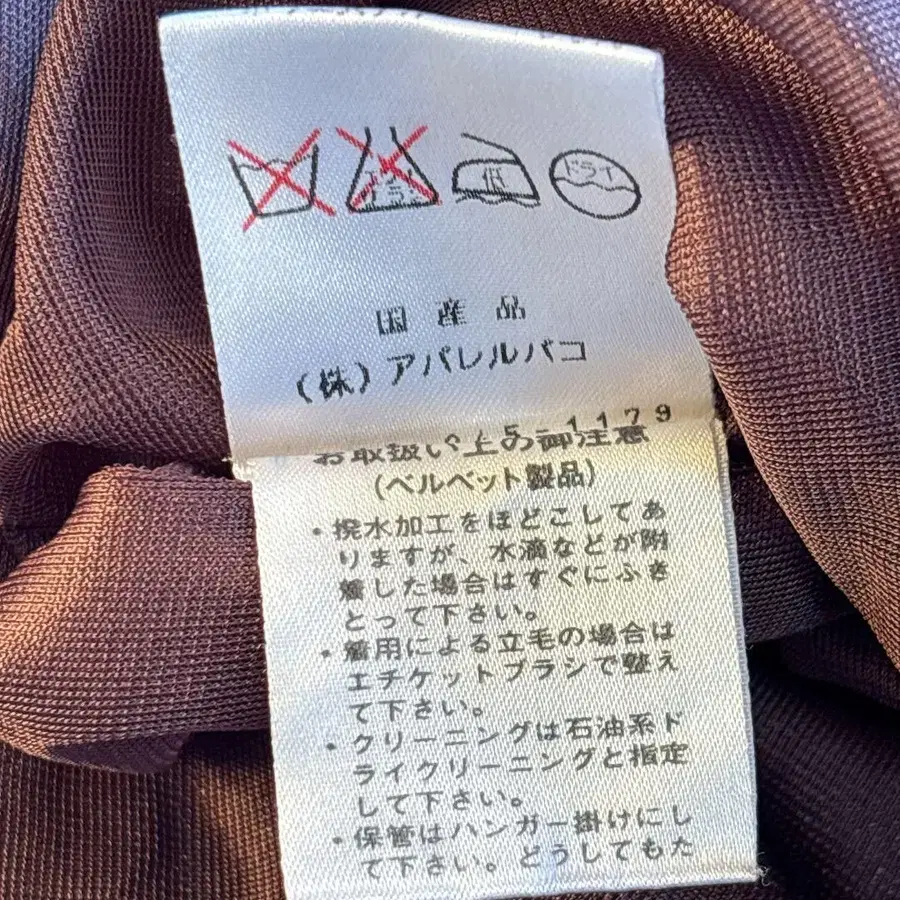 低
ドライ
国産品
(株)アパレルパコ
5-1179
お取扱い上の御注意
(ベルベット製品)
・撥水加工をほどこしてあ
りますが、水滴などが附
着した場合はすぐにふき
とって下さい。
・着用による立毛の場合は
エチケットブラシで整え
て下さい。
・クリーニングは石油系ド
ライクリーニングと指定
して下さい。
・保管はハンガー掛けにし
て下さい。どうしてもた